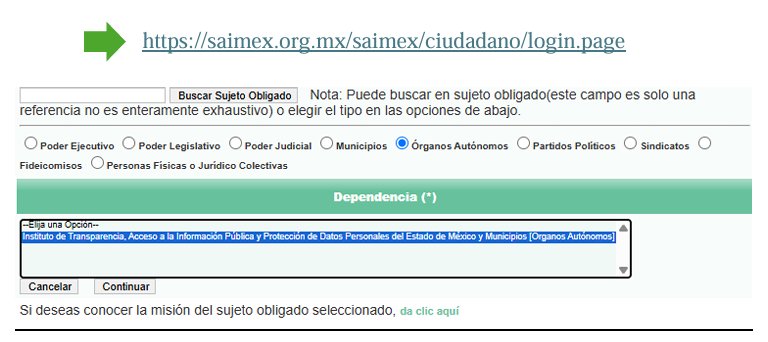 https://saimex.org.mx/saimex/ciudadano/login.page
Buscar Sujeto Obligado Nota: Puede buscar en sujeto obligado(este campo es solo una
referencia no es enteramente exhaustivo) o elegir el tipo en las opciones de abajo.
Poder Ejecutivo Poder Legislativo Poder Judicial Municipios Órganos Autónomos Partidos Políticos Sindicatos
Fideicomisos Personas Físicas o Jurídico Colectivas
Dependencia (*)
--Elija una Opción--
Instituto de Transparencia, Acceso a la Información Pública y Protección de Datos Personales del Estado de México y Municipios [Organos Autónomos]
Cancelar Continuar
Si deseas conocer la misión del sujeto obligado seleccionado, da clic aquí